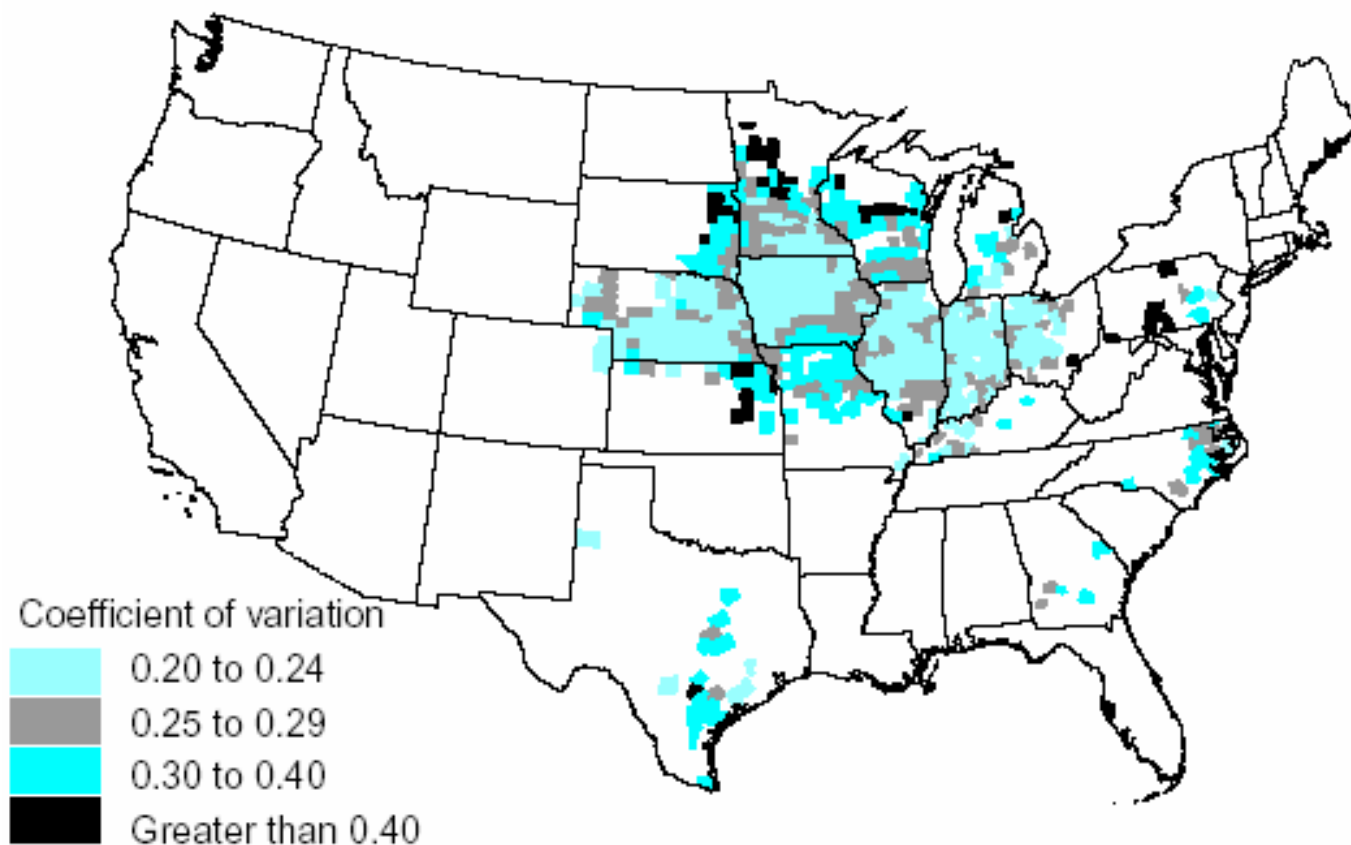 Coefficient of variation
0.20 to 0.24
0.25 to 0.29
0.30 to 0.40
Greater than 0.40